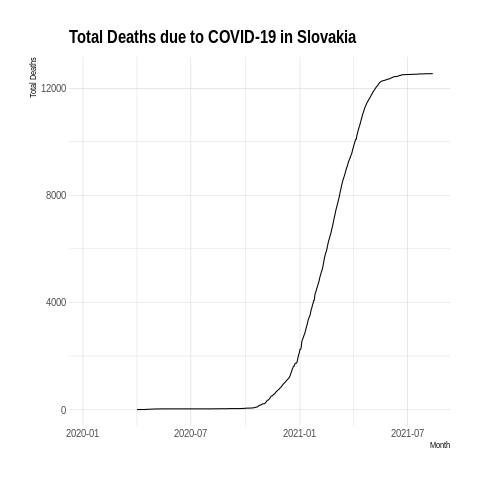 Total Deaths due to COVID-19 in Slovakia
Total Deaths
12000
8000
4000
0
2020-01 2020-07 2021-01 2021-07
Month